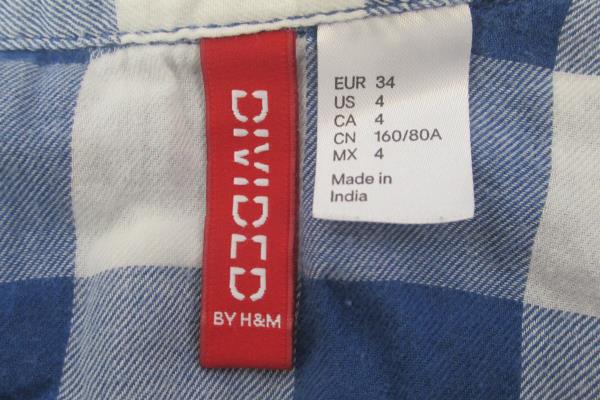 DIVIDED
BY H&M
EUR 34
US 4
CA 4
CN 160/80A
MX 4
Made in
India